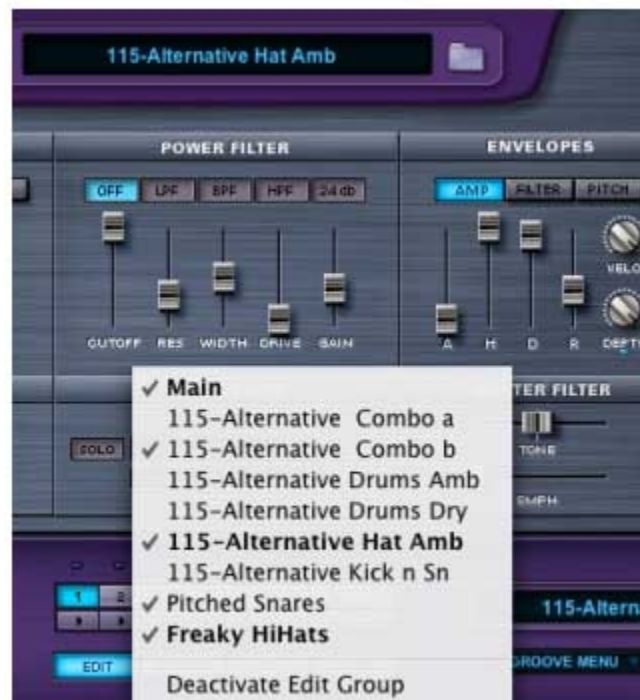 115-Alternative Hat Amb
POWER FILTER
ENVELOPES
OFF LPF BPF HPF 24 db
AMP FILTER PITCH
VELO
CUTOFF RES WIDTH DRIVE GAIN
A H D R DEPTH
✓ Main
115-Alternative Combo a
✓ 115-Alternative Combo b
115-Alternative Drums Amb
115-Alternative Drums Dry
✓ 115-Alternative Hat Amb
115-Alternative Kick n Sn
✓ Pitched Snares
✓ Freaky HiHats
Deactivate Edit Group
TER FILTER
SOLO
TONE
EMPH
1 2
115-Altern
EDIT
GROOVE MENU